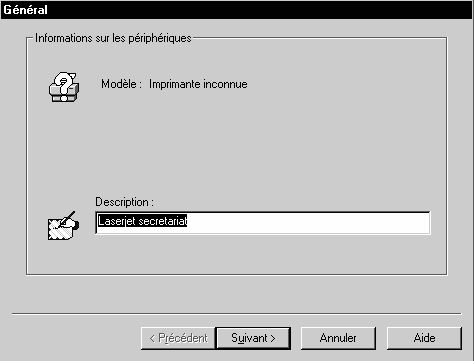 Général
Informations sur les périphériques
Modèle : Imprimante inconnue
Description :
Laserjet secretariat
< Précédent Suivant > Annuler Aide